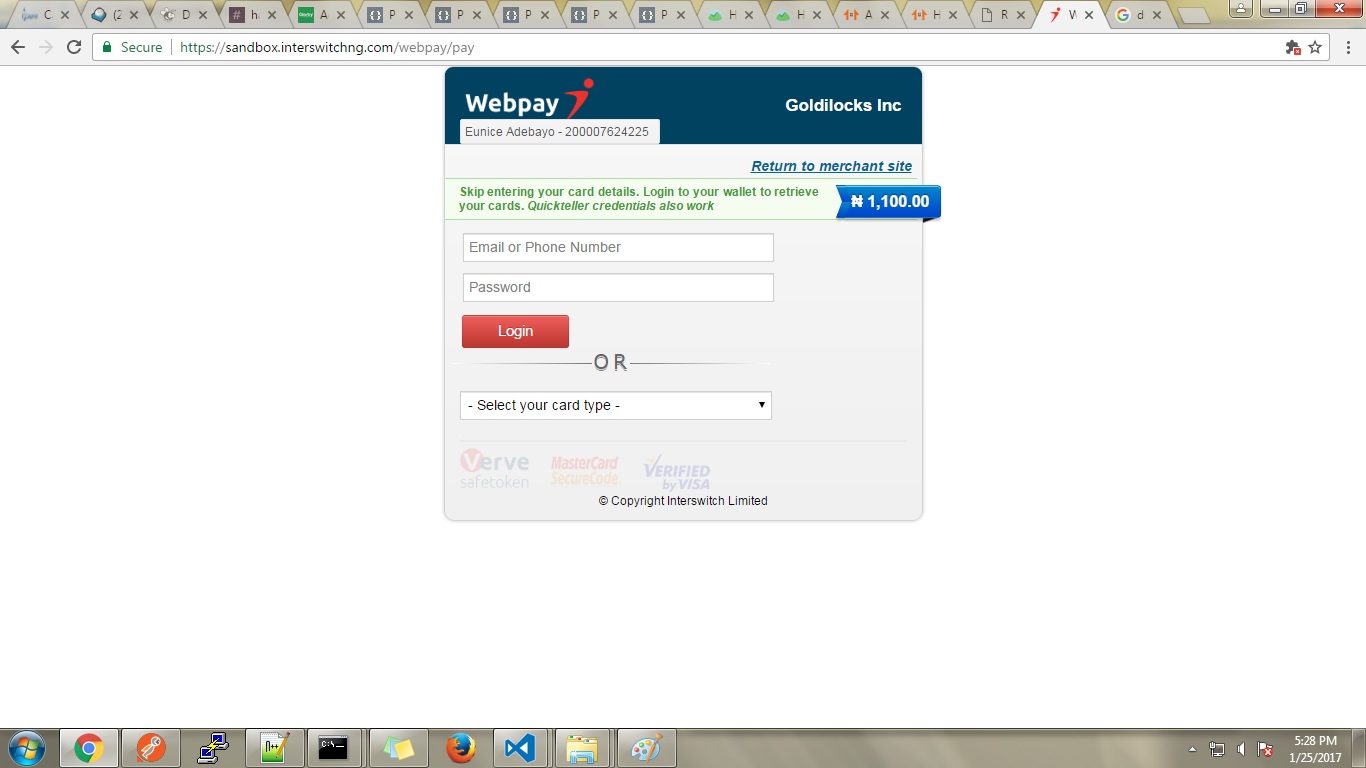 C
(2
D
h
A
P
P
P
P
P
H
H
A
H
R
W
d
Secure
https://sandbox.interswitchng.com/webpay/pay
Webpay
Goldilocks Inc
Eunice Adebayo - 200007624225
Return to merchant site
Skip entering your card details. Login to your wallet to retrieve
your cards. Quickteller credentials also work
₦ 1,100.00
Email or Phone Number
Password
Login
OR
- Select your card type -
Verve
safetoken
MasterCard
SecureCode.
VERIFIED
by VISA
© Copyright Interswitch Limited
5:28 PM
1/25/2017